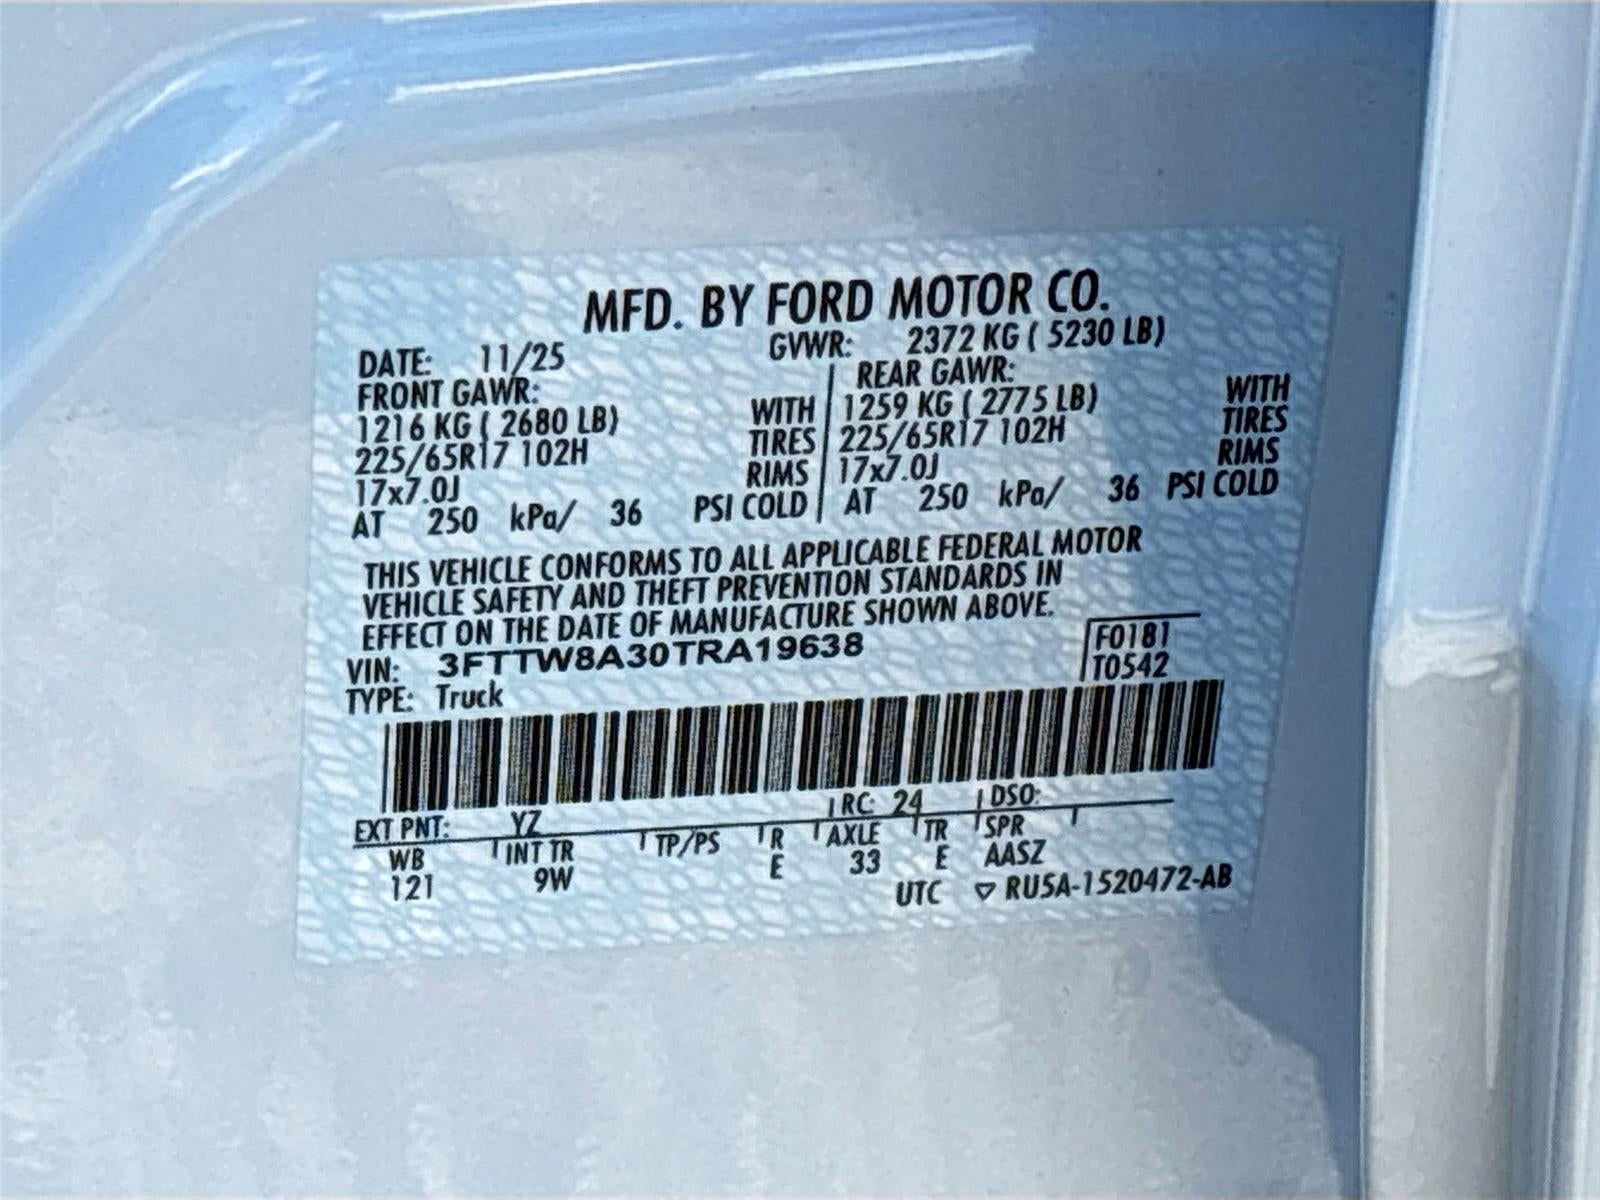 MFD. BY FORD MOTOR CO.
DATE: 11/25 GVWR: 2372 KG ( 5230 LB)
FRONT GAWR: REAR GAWR:
1216 KG ( 2680 LB) WITH 1259 KG ( 2775 LB) WITH
225/65R17 102H TIRES 225/65R17 102H TIRES
17x7.0J RIMS 17x7.0J RIMS
AT 250 kPa/ 36 PSI COLD AT 250 kPa/ 36 PSI COLD
THIS VEHICLE CONFORMS TO ALL APPLICABLE FEDERAL MOTOR
VEHICLE SAFETY AND THEFT PREVENTION STANDARDS IN
EFFECT ON THE DATE OF MANUFACTURE SHOWN ABOVE.
VIN: 3FTTW8A30TRA19638 F0181
TYPE: Truck T0542
EXT PNT: YZ RC: 24 DSO:
WB INT TR TP/PS R AXLE TR SPR
121 9W E 33 E AASZ
UTC ▽ RU5A-1520472-AB